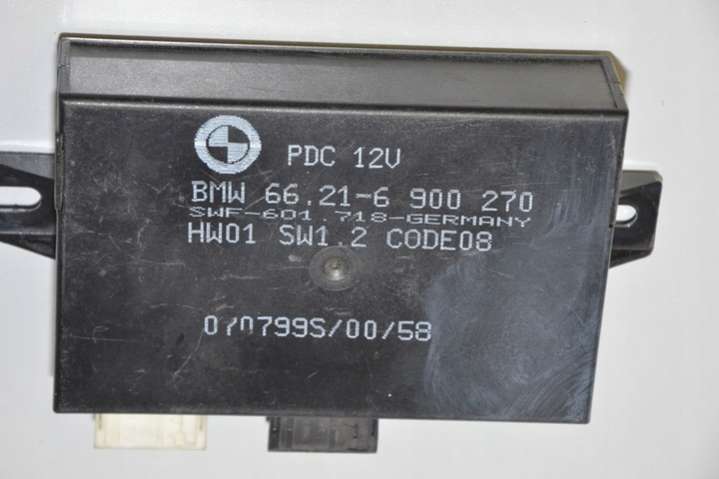 PDC 12V
BMW 66.21-6 900 270
SWF-601.718-GERMANY
HW01 SW1.2 CODE08
070799S/00/58